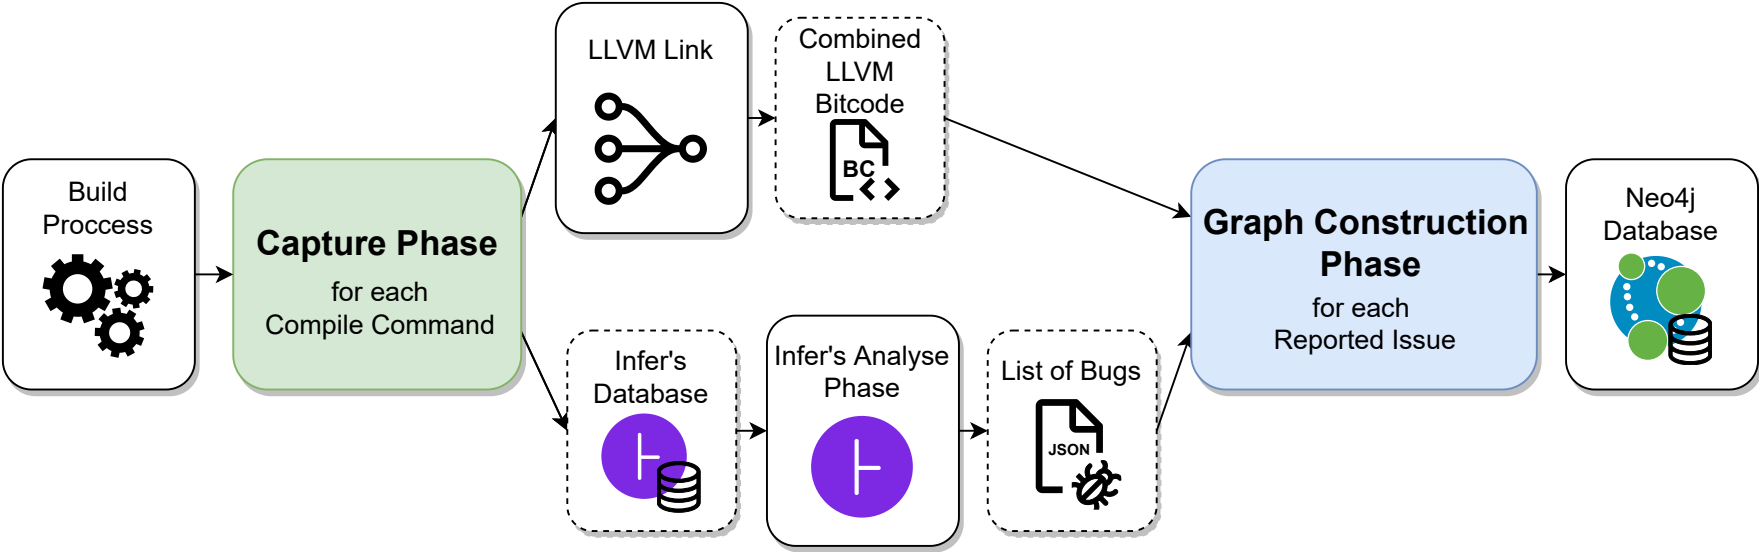 Build
Proccess
Capture Phase
for each
Compile Command
LLVM Link
Combined
LLVM
Bitcode
BC
Infer's
Database
Infer's Analyse
Phase
List of Bugs
JSON
Graph Construction
Phase
for each
Reported Issue
Neo4j
Database